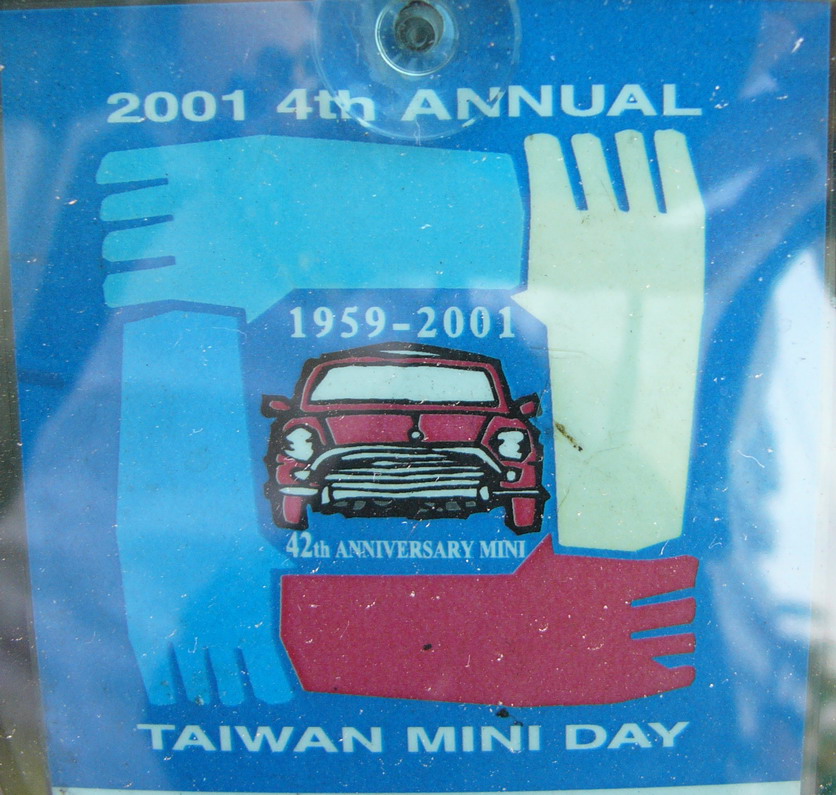 2001 4th ANNUAL
1959-2001
42th ANNIVERSARY MINI
TAIWAN MINI DAY